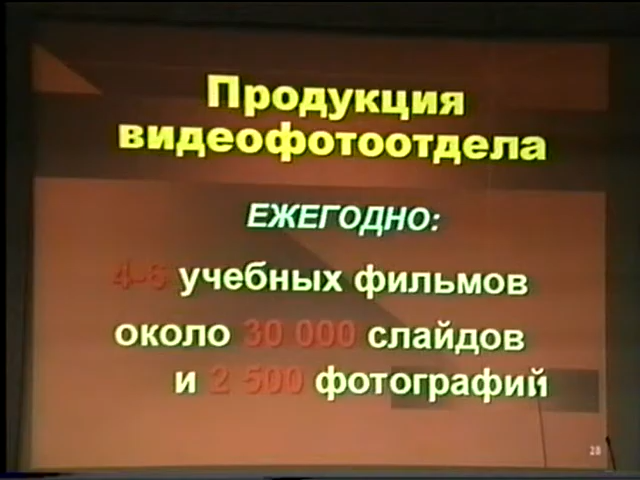 Продукция
видеофотоотдела
ЕЖЕГОДНО:
4-6 учебных фильмов
около 30 000 слайдов
и 2 500 фотографий
28